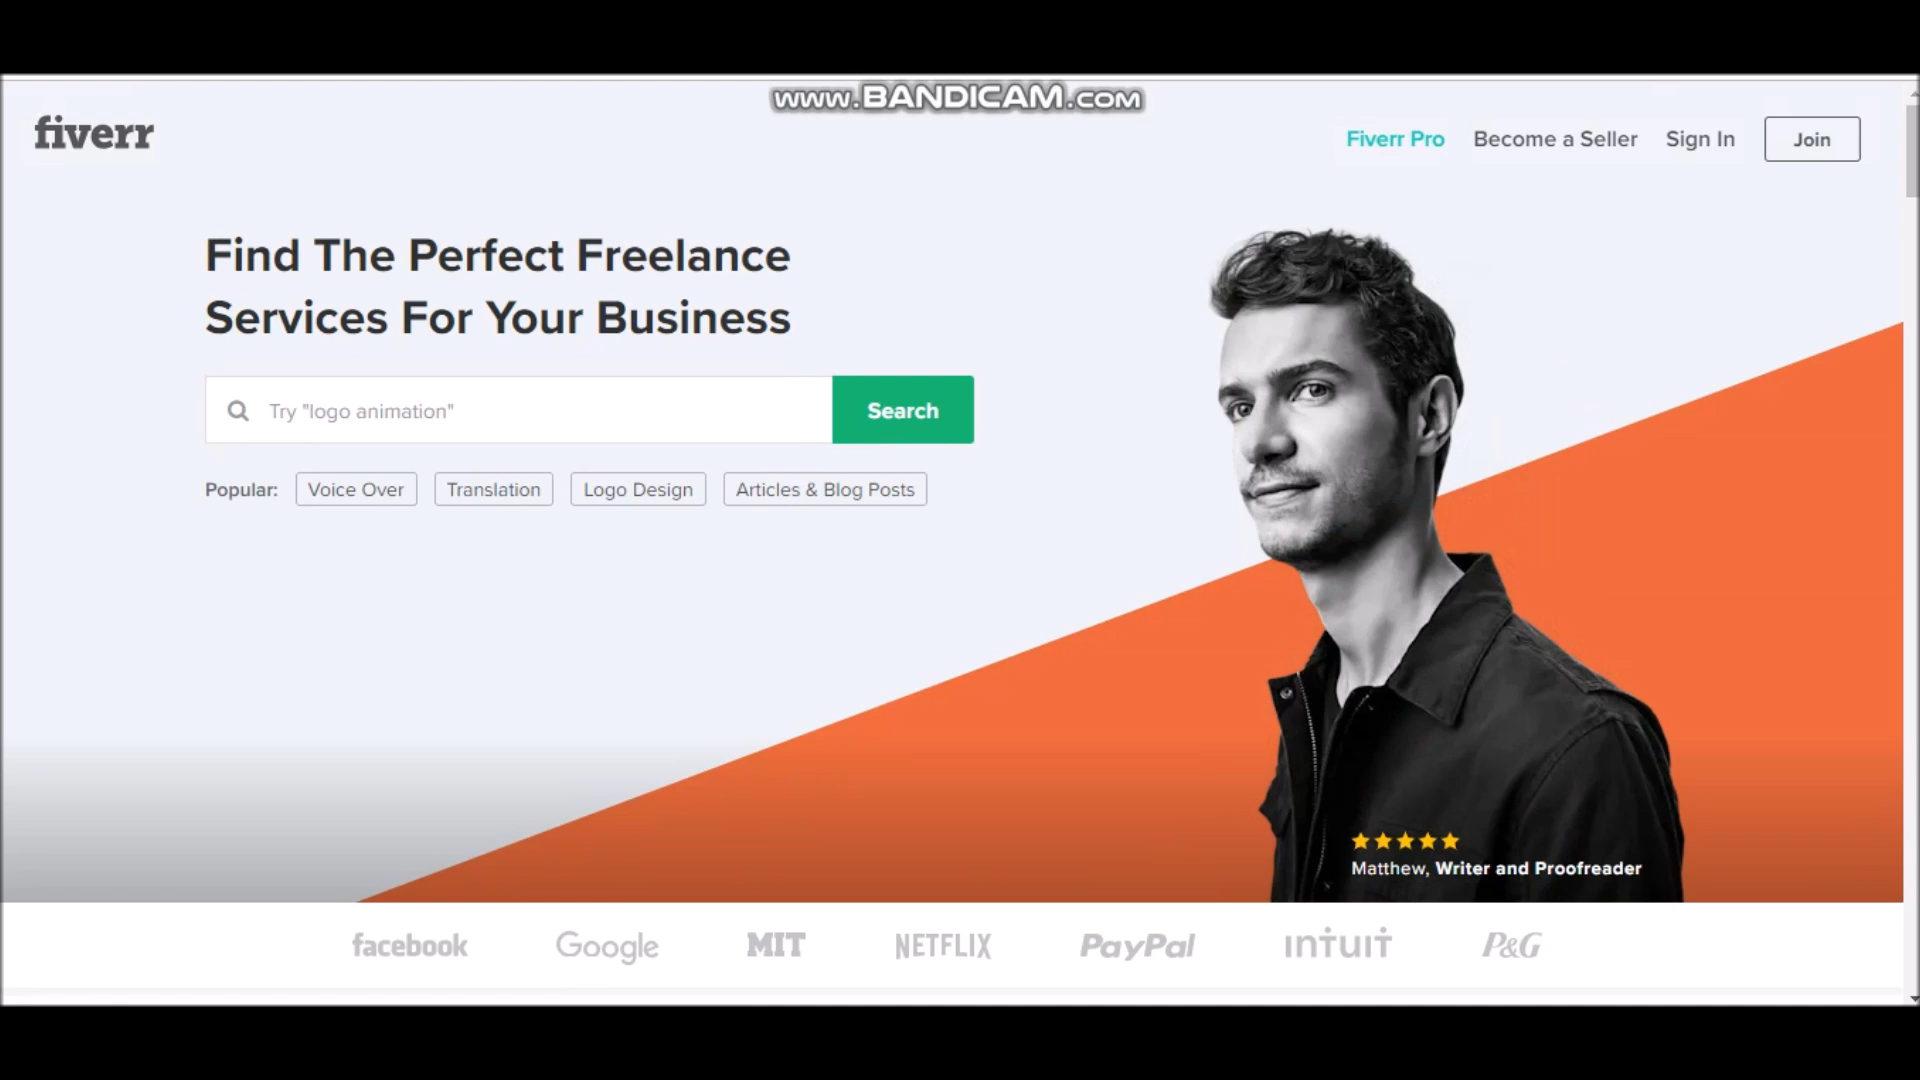 www.BANDICAM.com
fiverr
Fiverr Pro Become a Seller Sign In Join
Find The Perfect Freelance
Services For Your Business
Try "logo animation" Search
Popular: Voice Over Translation Logo Design Articles & Blog Posts
Matthew, Writer and Proofreader
facebook Google MIT NETFLIX PayPal intuit P&G